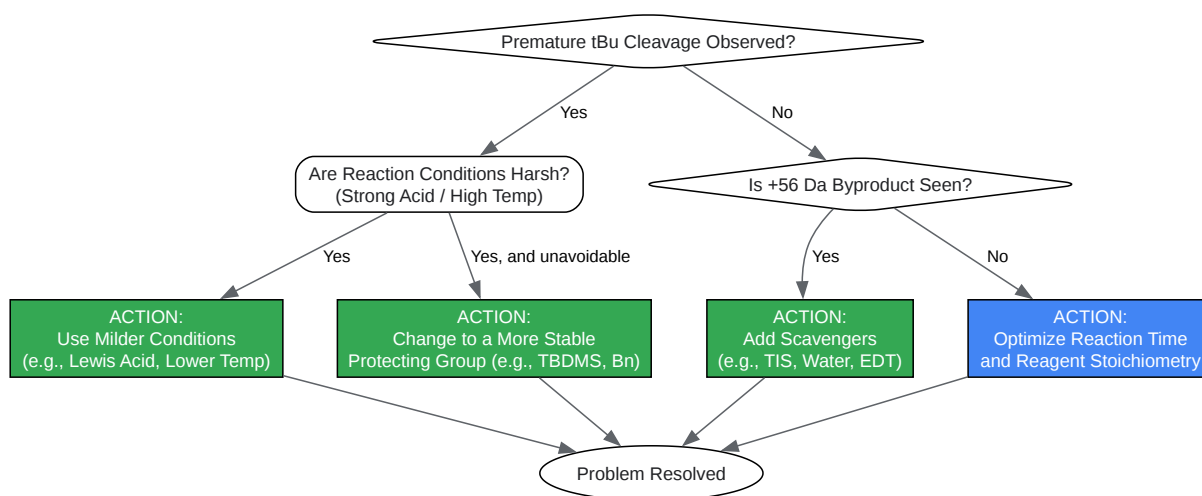 Premature tBu Cleavage Observed?
Yes
No
Are Reaction Conditions Harsh?
(Strong Acid / High Temp)
Is +56 Da Byproduct Seen?
Yes
Yes, and unavoidable
Yes
No
ACTION:
Use Milder Conditions
(e.g., Lewis Acid, Lower Temp)
ACTION:
Change to a More Stable
Protecting Group (e.g., TBDMS, Bn)
ACTION:
Add Scavengers
(e.g., TIS, Water, EDT)
ACTION:
Optimize Reaction Time
and Reagent Stoichiometry
Problem Resolved